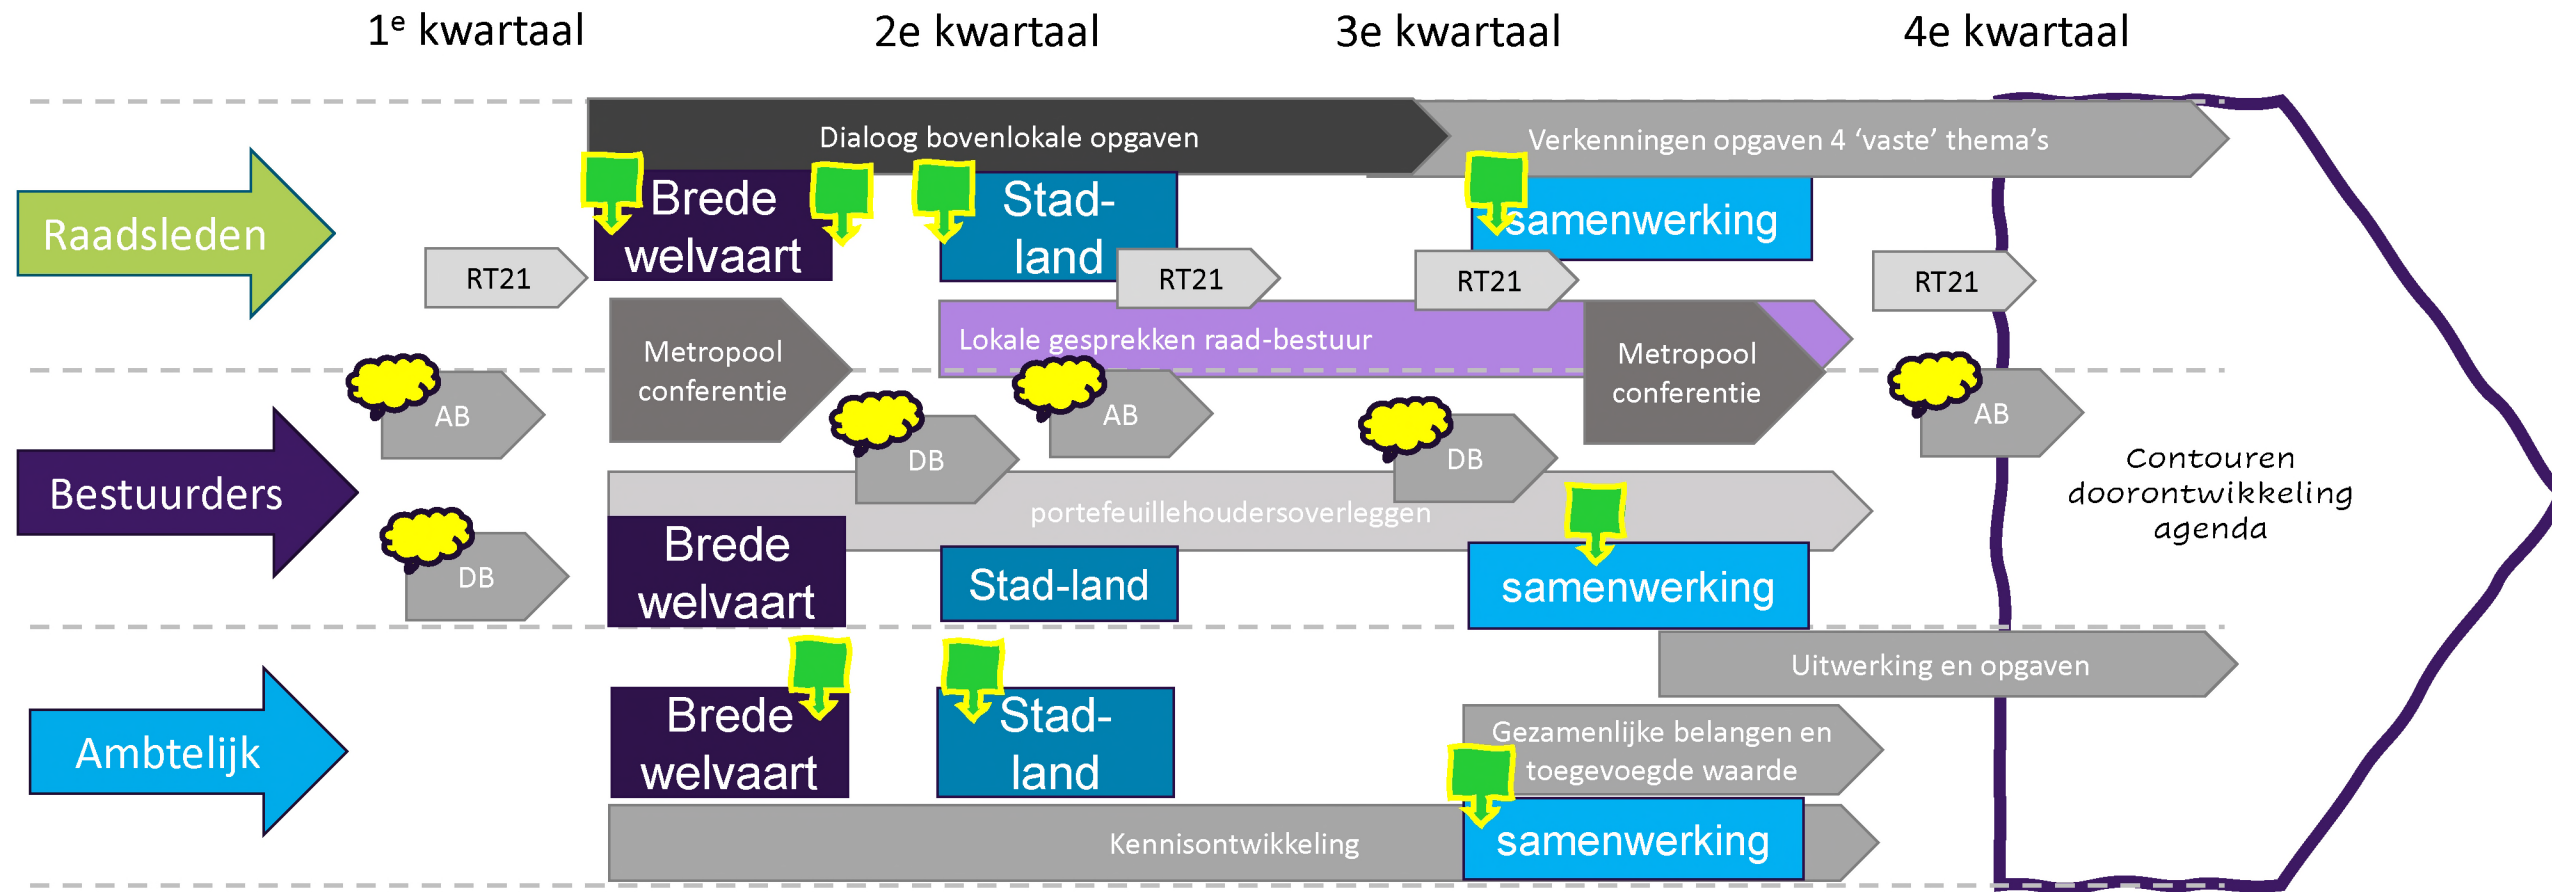 1e kwartaal
2e kwartaal
3e kwartaal
4e kwartaal
Dialoog bovenlokale opgaven
Verkenningen opgaven 4 ‘vaste’ thema’s
Raadsleden
Brede
welvaart
Stad-
land
samenwerking
RT21
RT21
RT21
RT21
Metropool
conferentie
Lokale gesprekken raad-bestuur
Metropool
conferentie
AB
AB
AB
DB
DB
Bestuurders
DB
portefeuillehoudersoverleggen
Brede
welvaart
Stad-land
samenwerking
Contouren
doorontwikkeling
agenda
Uitwerking en opgaven
Ambtelijk
Brede
welvaart
Stad-
land
Gezamenlijke belangen en
toegevoegde waarde
Kennisontwikkeling
samenwerking